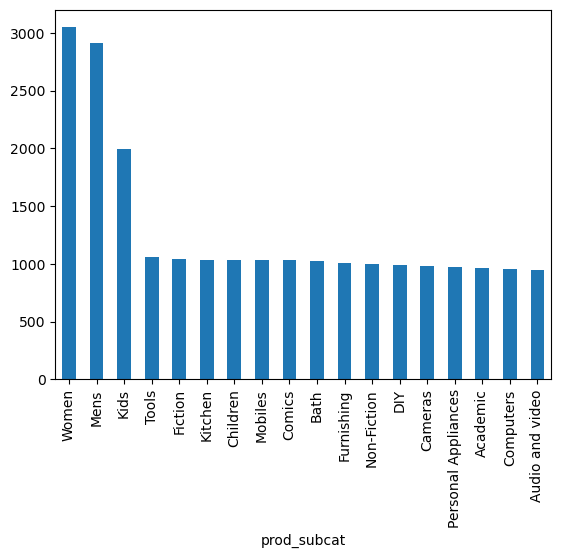 3000
2500
2000
1500
1000
500
0
Women
Mens
Kids
Tools
Fiction
Kitchen
Children
Mobiles
Comics
Bath
Furnishing
Non-Fiction
DIY
Cameras
Personal Appliances
Academic
Computers
Audio and video
prod_subcat